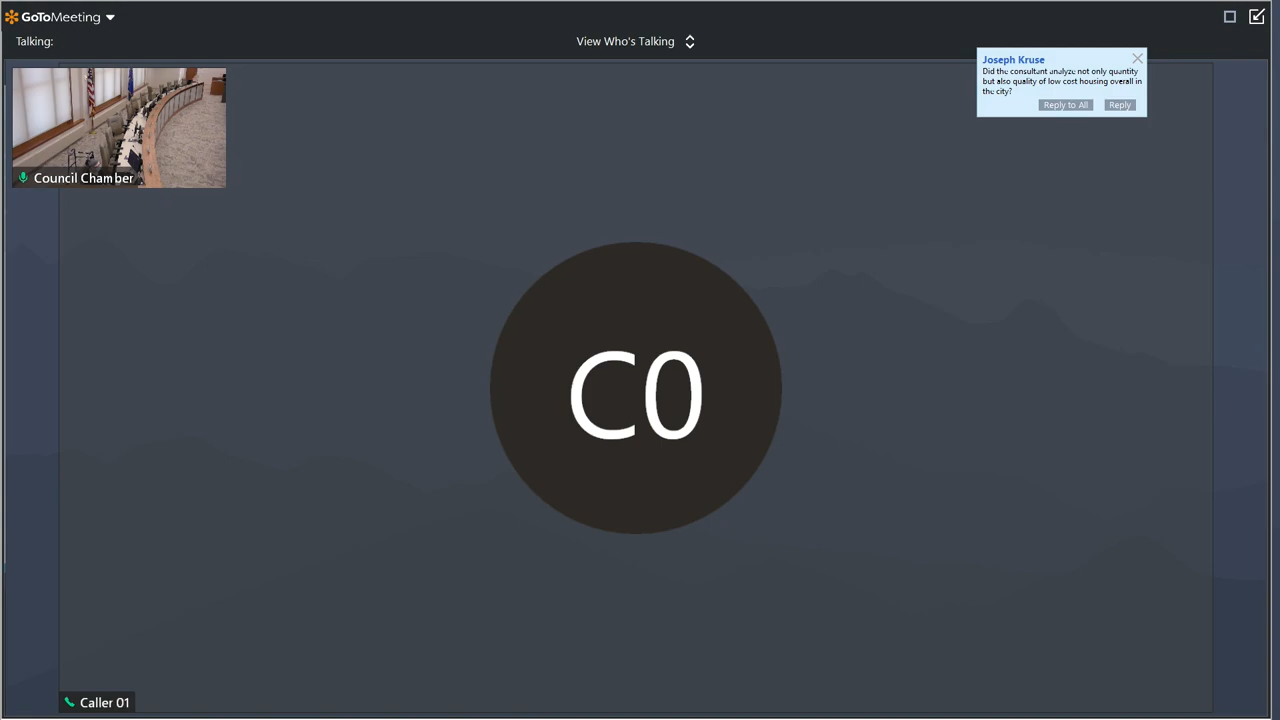 GoToMeeting
Talking:
View Who's Talking
Joseph Kruse
Did the consultant analyze not only quantity
but also quality of low cost housing overall in
the city?
Reply to All
Reply
Council Chamber
C0
Caller 01